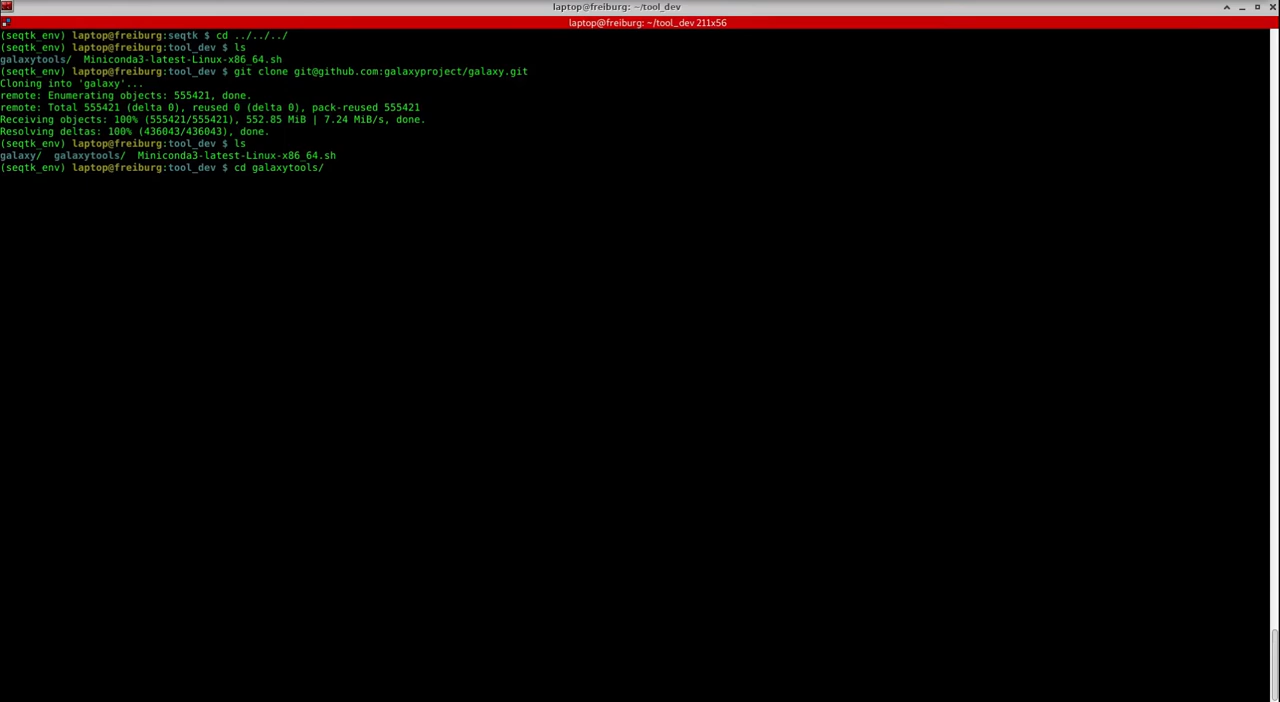 laptop@freiburg: ~/tool_dev
laptop@freiburg: ~/tool_dev 211x56
(seqtk_env) laptop@freiburg:seqtk $ cd ../../../
(seqtk_env) laptop@freiburg:tool_dev $ ls
galaxytools/  Miniconda3-latest-Linux-x86_64.sh
(seqtk_env) laptop@freiburg:tool_dev $ git clone git@github.com:galaxyproject/galaxy.git
Cloning into 'galaxy'...
remote: Enumerating objects: 555421, done.
remote: Total 555421 (delta 0), reused 0 (delta 0), pack-reused 555421
Receiving objects: 100% (555421/555421), 552.85 MiB | 7.24 MiB/s, done.
Resolving deltas: 100% (436043/436043), done.
(seqtk_env) laptop@freiburg:tool_dev $ ls
galaxy/  galaxytools/  Miniconda3-latest-Linux-x86_64.sh
(seqtk_env) laptop@freiburg:tool_dev $ cd galaxytools/